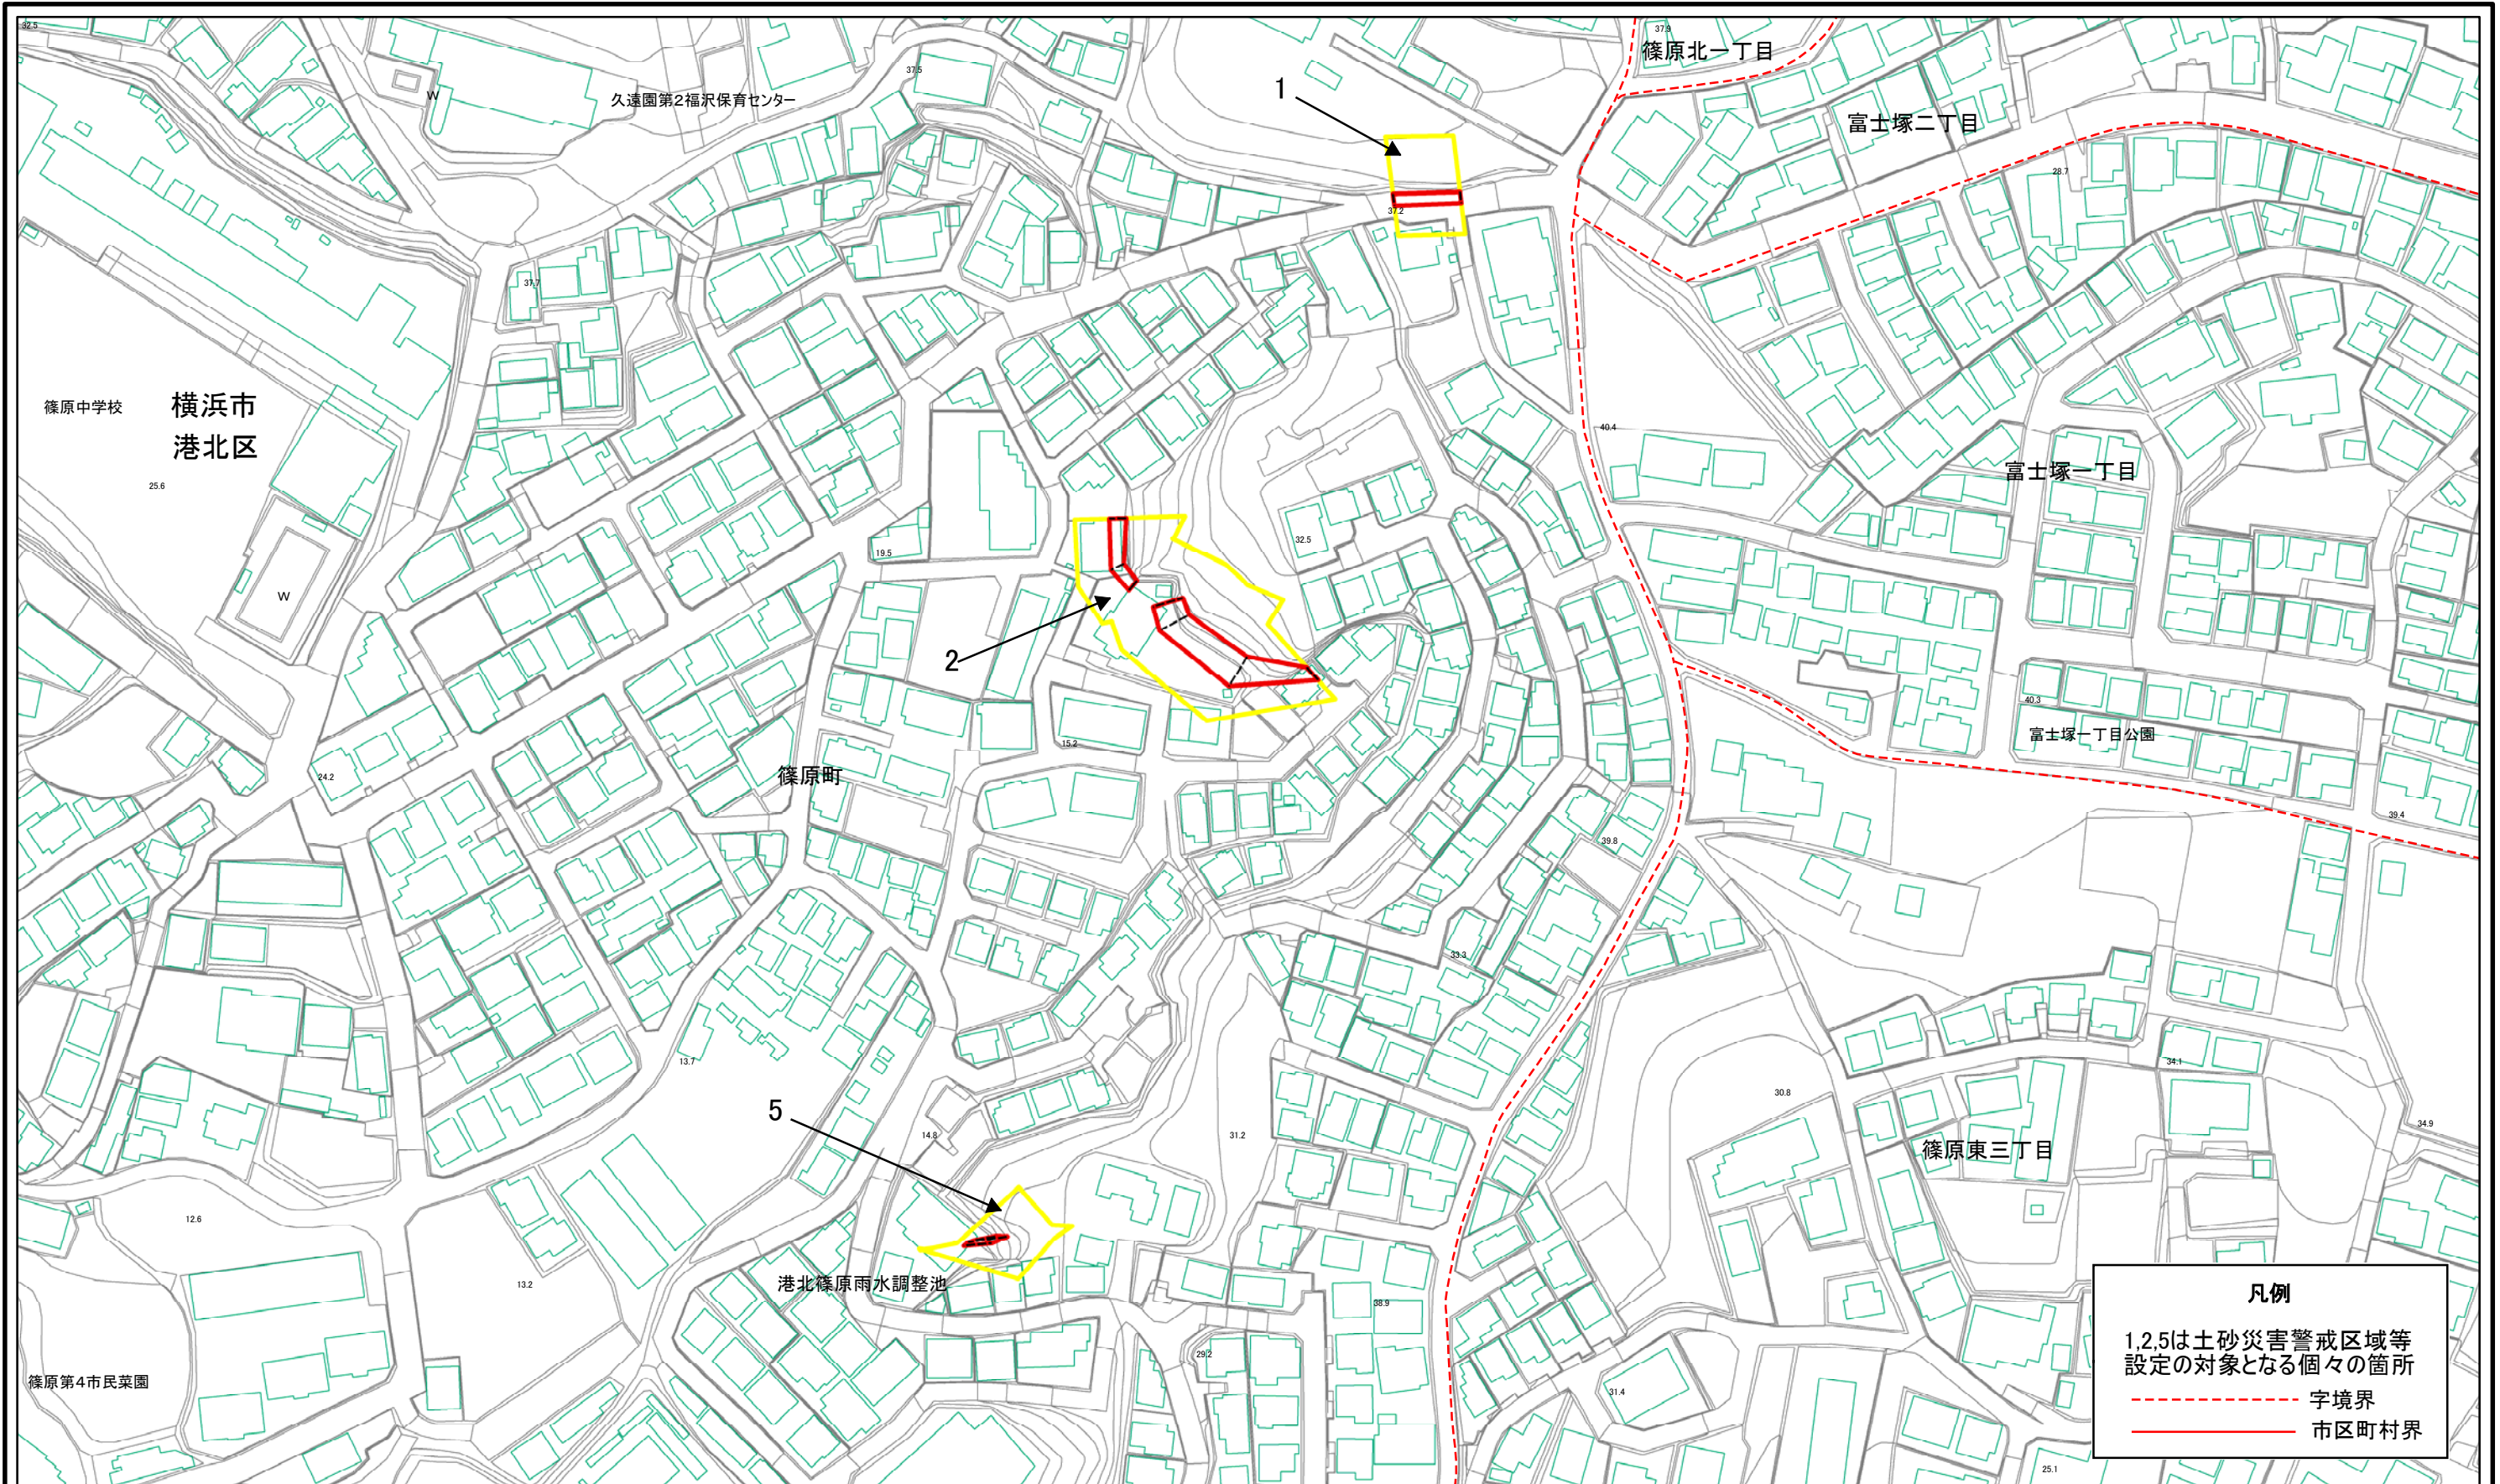 32.5
37.9
篠原北一丁目
37.5
久遠園第2福沢保育センター
W
1
富士塚二丁目
28.7
37.2
37.7
篠原中学校
横浜市
港北区
40.4
富士塚一丁目
25.6
32.5
19.5
W
2
40.3
富士塚一丁目公園
15.2
篠原町
24.2
39.4
39.8
33.3
13.7
34.1
30.8
5
14.8
31.2
34.9
篠原東三丁目
12.6
13.2
港北篠原雨水調整池
38.9
29.2
篠原第4市民菜園
31.4
25.1
凡例
1,2,5は土砂災害警戒区域等
設定の対象となる個々の箇所
字境界
市区町村界